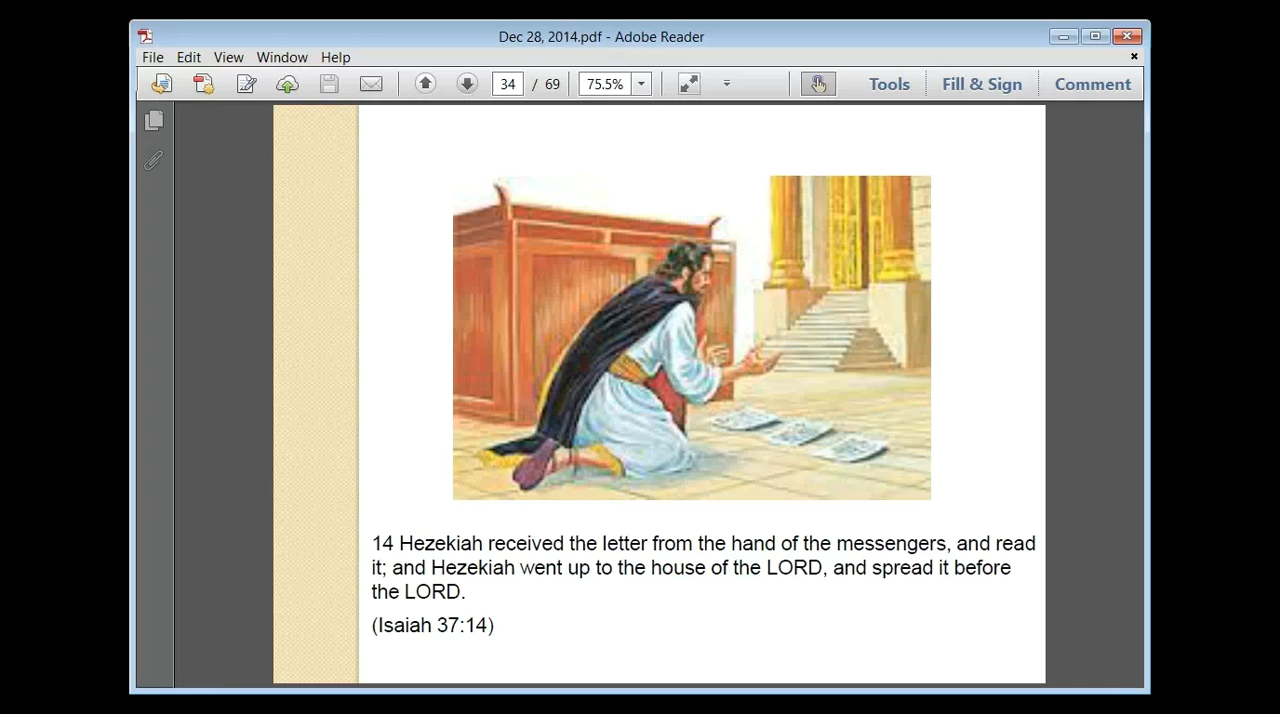 Dec 28, 2014.pdf - Adobe Reader
File Edit View Window Help
34 / 69 75.5% Tools Fill & Sign Comment
14 Hezekiah received the letter from the hand of the messengers, and read
it; and Hezekiah went up to the house of the LORD, and spread it before
the LORD.
(Isaiah 37:14)